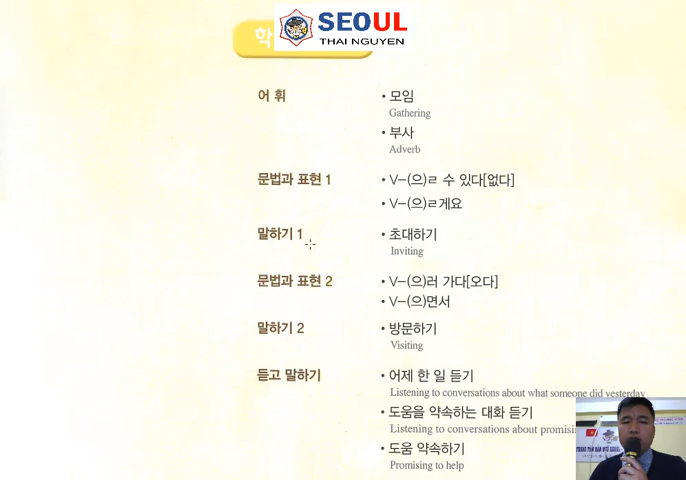 SEOUL
THAI NGUYEN
학
어 휘
• 모임
Gathering
• 부사
Adverb
문법과 표현 1
• V-(으)ㄹ 수 있다[없다]
• V-(으)ㄹ게요
말하기 1
• 초대하기
Inviting
문법과 표현 2
• V-(으)러 가다[오다]
• V-(으)면서
말하기 2
• 방문하기
Visiting
듣고 말하기
• 어제 한 일 듣기
Listening to conversations about what someone did yesterday
• 도움을 약속하는 대화 듣기
Listening to conversations about
• 도움 약속하기
Promising to help